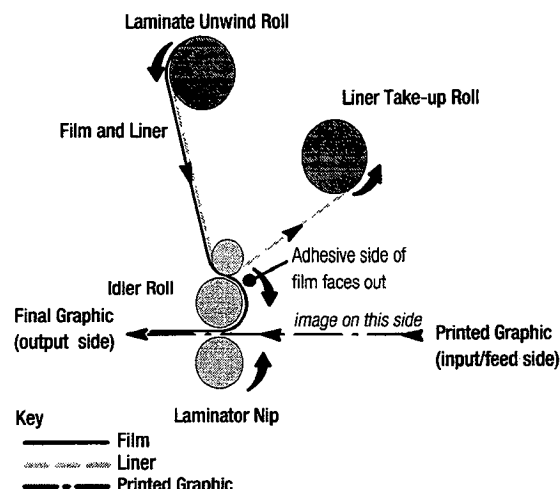 Laminate Unwind Roll
Liner Take-up Roll
Film and Liner
Adhesive side of
film faces out
Idler Roll
Final Graphic
(output side)
image on this side
Printed Graphic
(input/feed side)
Laminator Nip
Key
Film
Liner
Printed Graphic